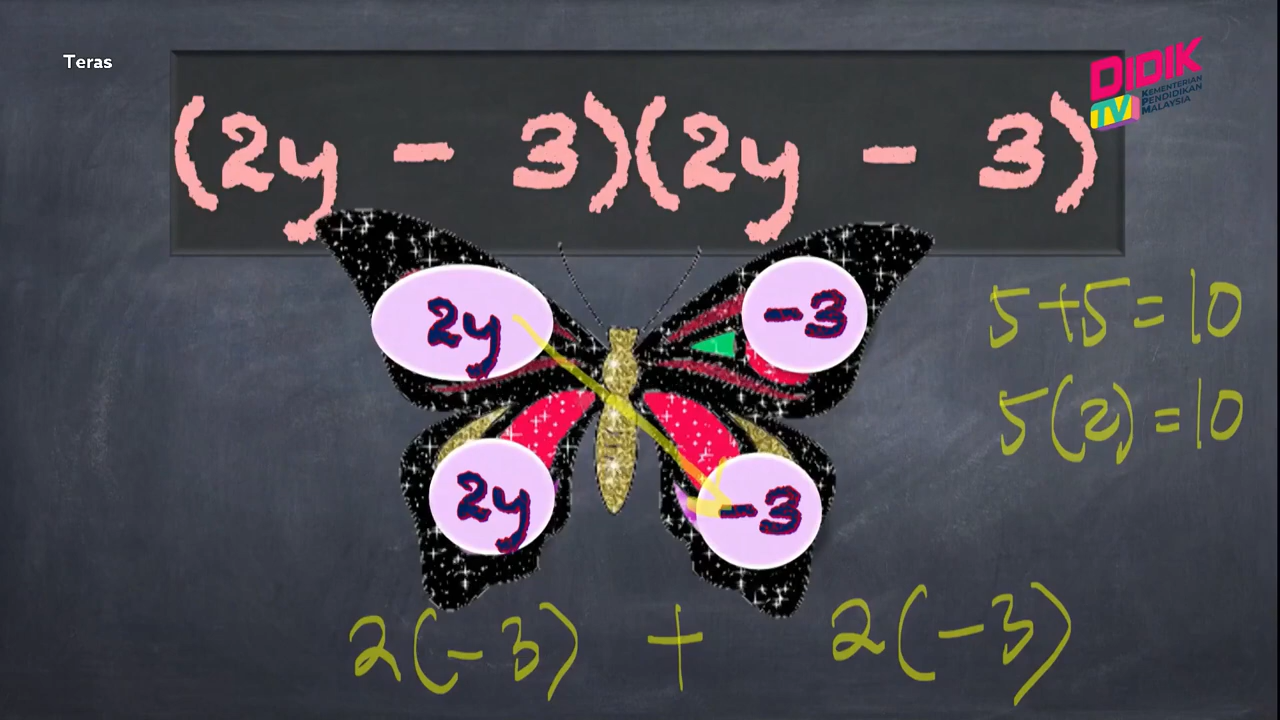 Teras
DIDIK
TV
KEMENTERIAN
PENDIDIKAN
MALAYSIA
(2y - 3)(2y - 3)
2y
-3
5+5=10
5(2)=10
2y
-3
2(-3) + 2(-3)